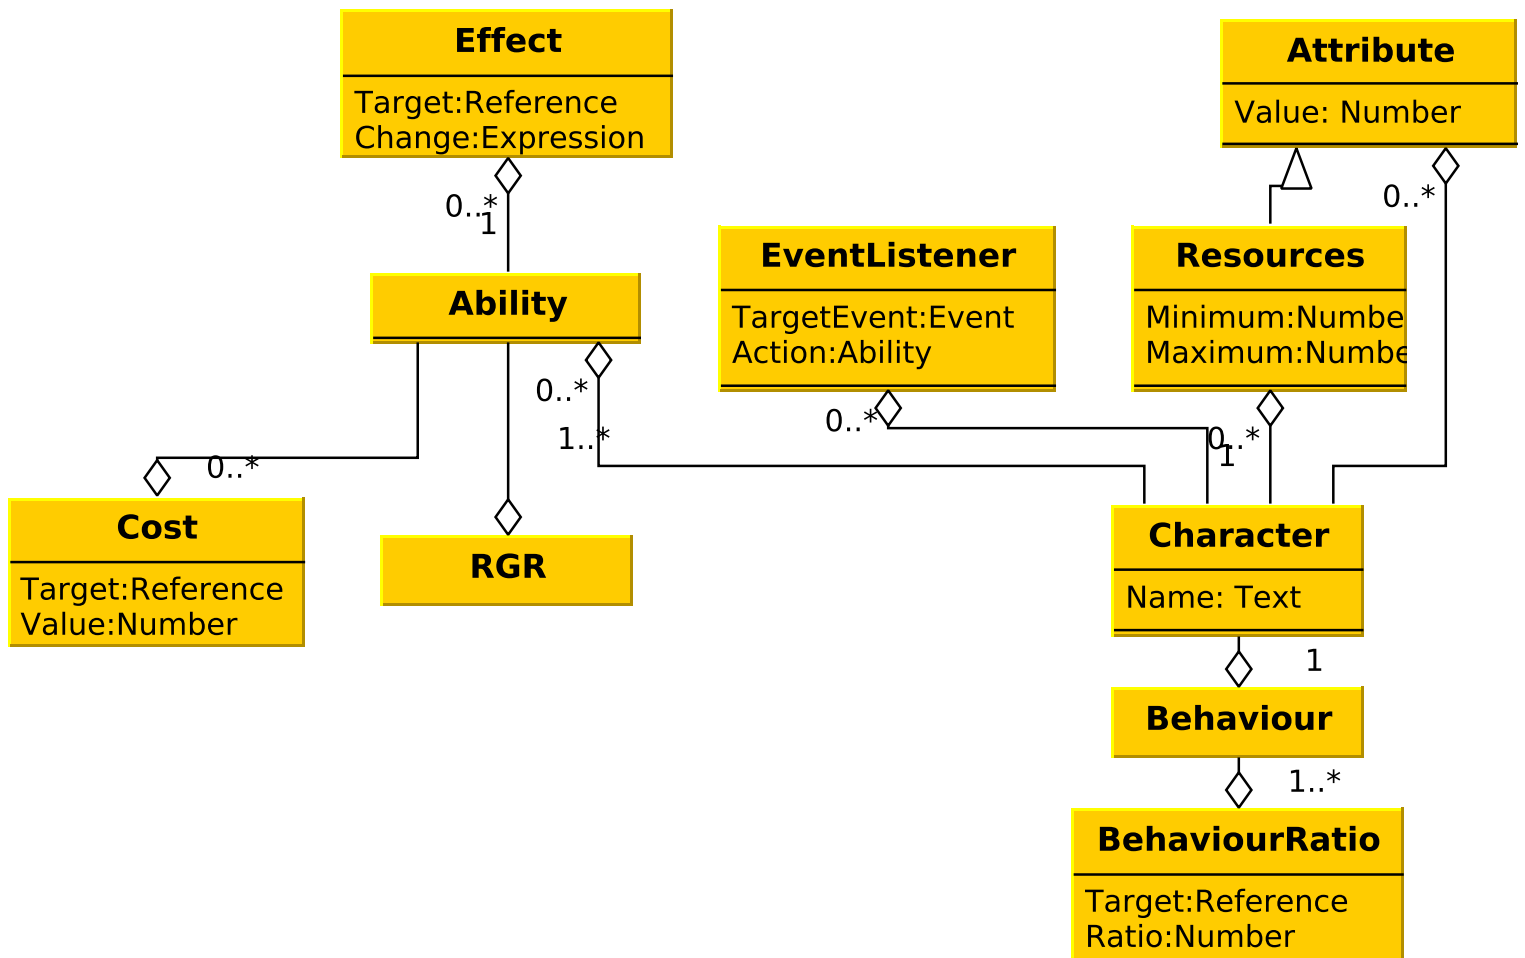 Effect
Target:Reference
Change:Expression
Attribute
Value: Number
0..*
1
0..*
EventListener
TargetEvent:Event
Action:Ability
Resources
Minimum:Numbe
Maximum:Numbe
Ability
0..*
1..*
0..*
0..*
1
0..*
Cost
Target:Reference
Value:Number
RGR
Character
Name: Text
1
Behaviour
1..*
BehaviourRatio
Target:Reference
Ratio:Number